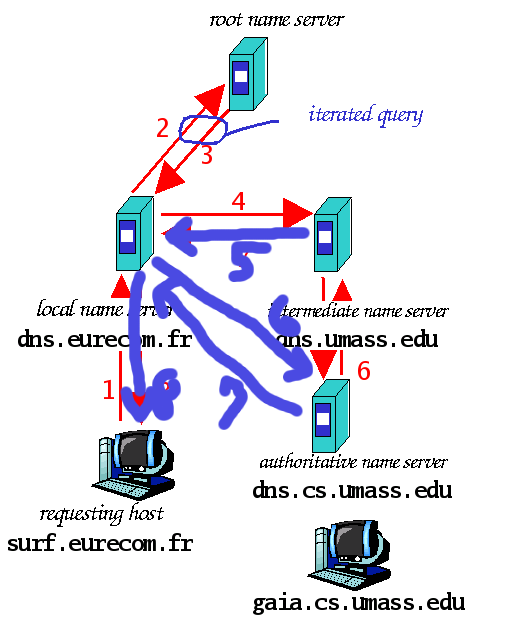 root name server
iterated query
2
3
4
5
local name server
dns.eurecom.fr
intermediate name server
dns.umass.edu
6
1
8
7
6
authoritative name server
dns.cs.umass.edu
requesting host
surf.eurecom.fr
gaia.cs.umass.edu